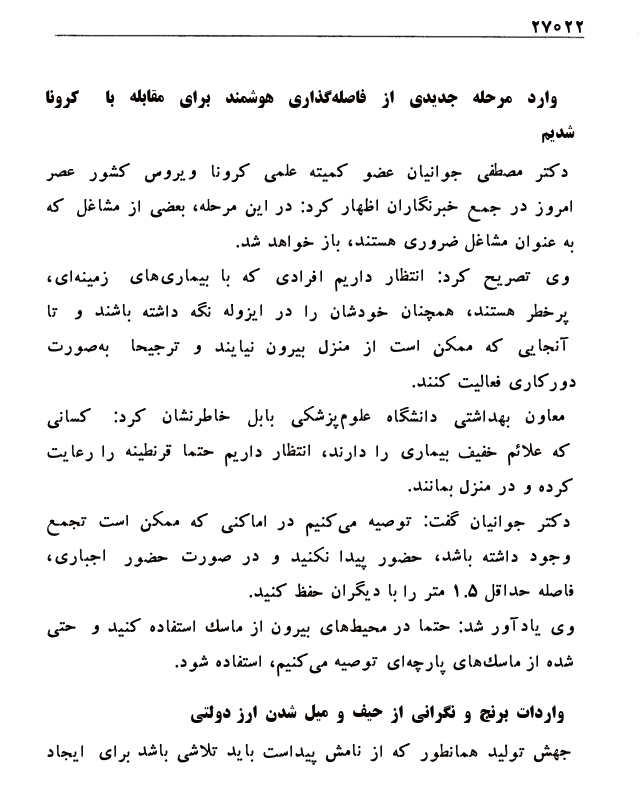 ۲۷۰۲۲
وارد مرحله جدیدی از فاصله‌گذاری هوشمند برای مقابله با کرونا
شدیم
دکتر مصطفی جوانیان عضو کمیته علمی کرونا ویروس کشور عصر
امروز در جمع خبرنگاران اظهار کرد: در این مرحله، بعضی از مشاغل که
به عنوان مشاغل ضروری هستند، باز خواهد شد.
وی تصریح کرد: انتظار داریم افرادی که با بیماری‌های زمینه‌ای،
پرخطر هستند، همچنان خودشان را در ایزوله نگه داشته باشند و تا
آنجایی که ممکن است از منزل بیرون نیایند و ترجیحا به‌صورت
دورکاری فعالیت کنند.
معاون بهداشتی دانشگاه علوم‌پزشکی بابل خاطرنشان کرد: کسانی
که علائم خفیف بیماری را دارند، انتظار داریم حتما قرنطینه را رعایت
کرده و در منزل بمانند.
دکتر جوانیان گفت: توصیه می‌کنیم در اماکنی که ممکن است تجمع
وجود داشته باشد، حضور پیدا نکنید و در صورت حضور اجباری،
فاصله حداقل ۱.۵ متر را با دیگران حفظ کنید.
وی یادآور شد: حتما در محیط‌های بیرون از ماسک استفاده کنید و حتی
شده از ماسک‌های پارچه‌ای توصیه می‌کنیم، استفاده شود.
واردات برنج و نگرانی از حیف و میل شدن ارز دولتی
جهش تولید همانطور که از نامش پیداست باید تلاشی باشد برای ایجاد